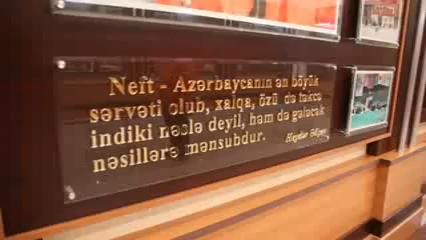 Neft - Azərbaycanın ən böyük
sərvəti olub, xalqa, özü də təkcə
indiki nəslə deyil, həm də gələcək
nəsillərə mənsubdur. Heydər Əliyev